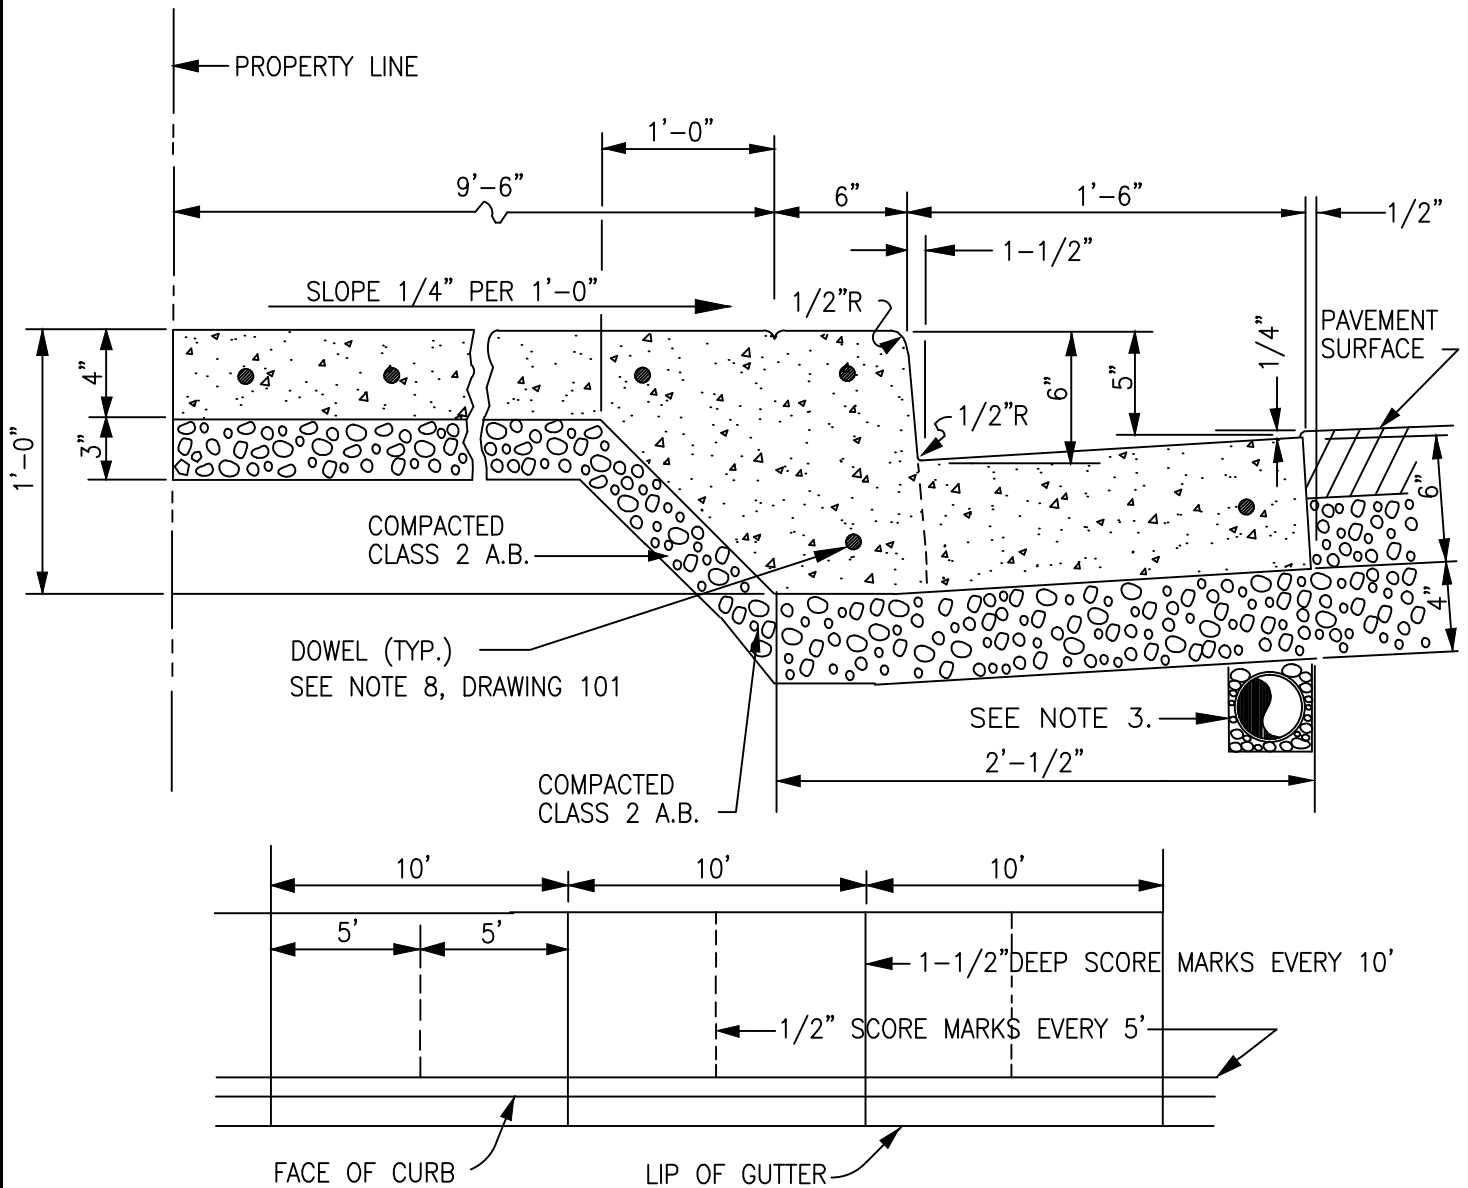 PROPERTY LINE
1'-0"
9'-6"
6"
1'-6"
1/2"
1-1/2"
SLOPE 1/4" PER 1'-0"
1/2"R
PAVEMENT
SURFACE
1/4"
4"
6"
5"
1/2"R
3"
1'-0"
6"
COMPACTED
CLASS 2 A.B.
4"
DOWEL (TYP.)
SEE NOTE 8, DRAWING 101
SEE NOTE 3.
2'-1/2"
COMPACTED
CLASS 2 A.B.
10'
10'
10'
5'
5'
1-1/2"DEEP SCORE MARKS EVERY 10'
1/2" SCORE MARKS EVERY 5'
FACE OF CURB
LIP OF GUTTER